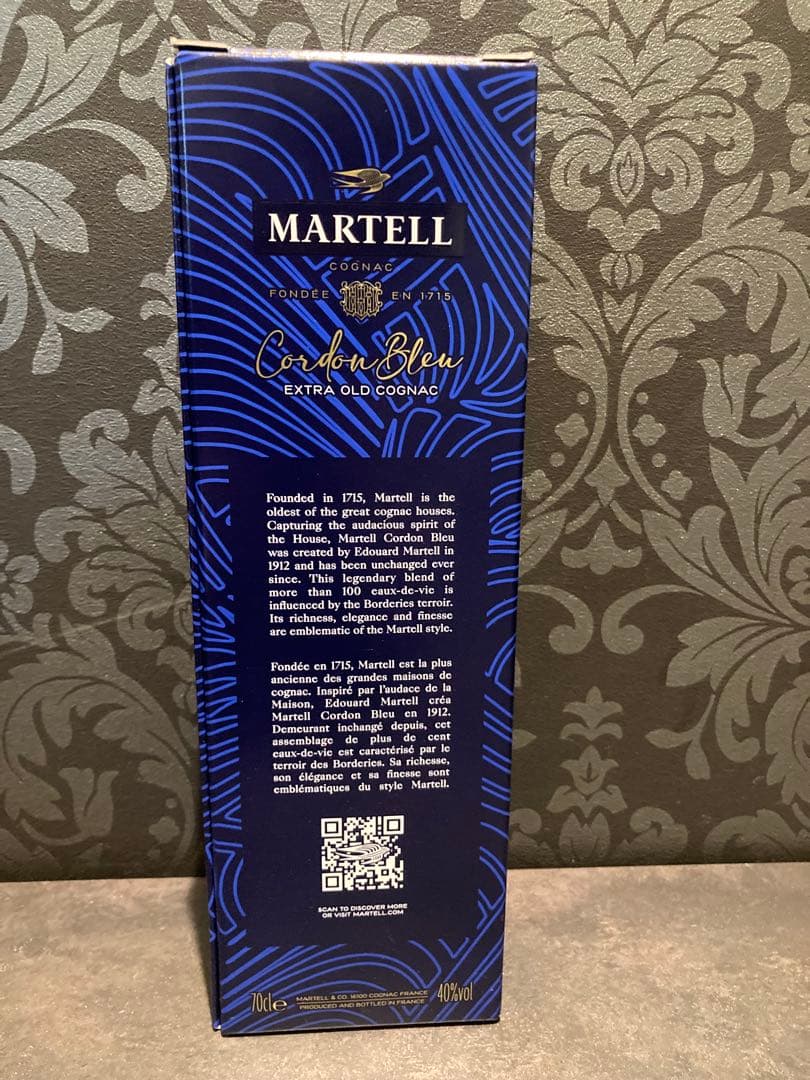 MARTELL
COGNAC
FONDÉE EN 1715
Cordon Bleu
EXTRA OLD COGNAC
Founded in 1715, Martell is the
oldest of the great cognac houses.
Capturing the audacious spirit of
the House, Martell Cordon Bleu
was created by Edouard Martell in
1912 and has been unchanged ever
since. This legendary blend of
more than 100 eaux-de-vie is
influenced by the Borderies terroir.
Its richness, elegance and finesse
are emblematic of the Martell style.
Fondée en 1715, Martell est la plus
ancienne des grandes maisons de
cognac. Inspiré par l'audace de la
Maison, Edouard Martell créa
Martell Cordon Bleu en 1912.
Demeurant inchangé depuis, cet
assemblage de plus de cent
eaux-de-vie est caractérisé par le
terroir des Borderies. Sa richesse,
son élégance et sa finesse sont
emblématiques du style Martell.
SCAN TO DISCOVER MORE
OR VISIT MARTELL.COM
70cl e MARTELL & CO. 16100 COGNAC FRANCE 40%vol
PRODUCED AND BOTTLED IN FRANCE